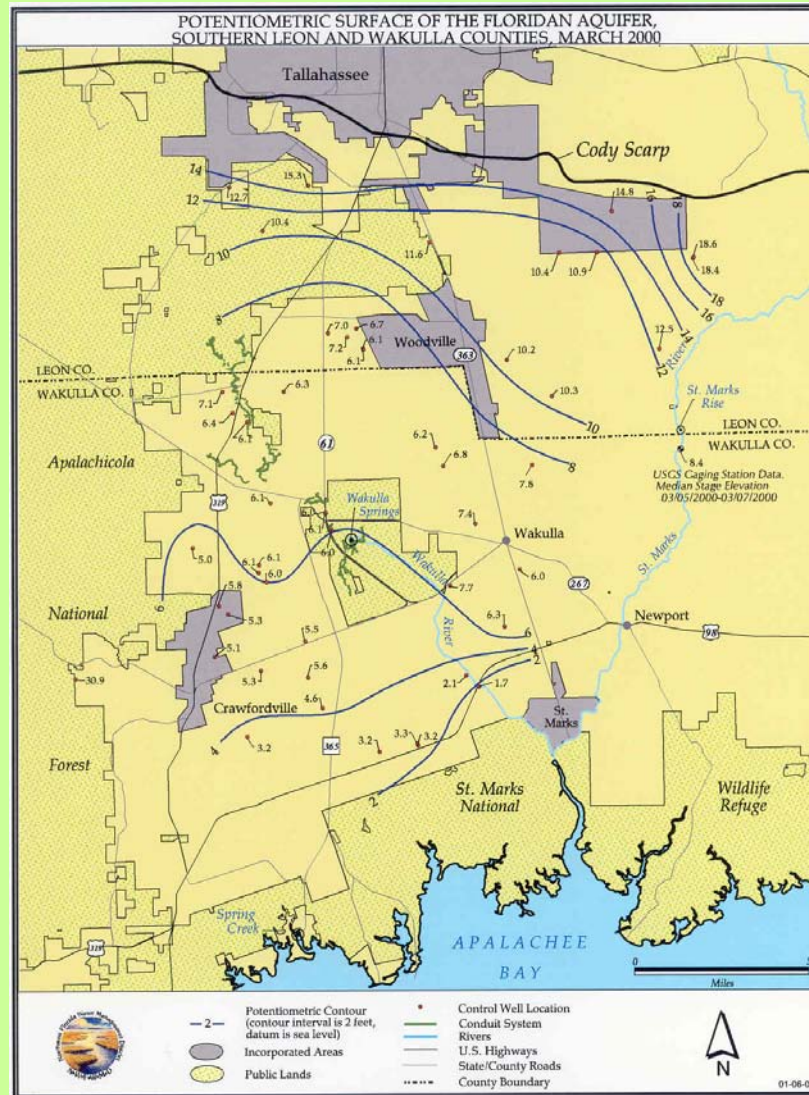 POTENTIOMETRIC SURFACE OF THE FLORIDAN AQUIFER,
SOUTHERN LEON AND WAKULLA COUNTIES, MARCH 2000
Tallahassee
Cody Scarp
14
15.3
12.7
12
14.8
16
18
10.4
10
11.6
10.4
10.9
18.6
18.4
18
16
14
12
12.5
8
7.0
6.7
7.2
6.1
Woodville
363
10.2
River
LEON CO.
WAKULLA CO.
7.1
6.3
10.3
St. Marks
Rise
6.4
6.1
10
LEON CO.
WAKULLA CO.
61
6.2
6.8
8
7.8
8.4
USGS Gaging Station Data,
Median Stage Elevation
03/05/2000-03/07/2000
Apalachicola
319
6.1
6.0
Wakulla
Springs
6.1
6.0
7.4
Wakulla
St. Marks
5.0
6.1
6.1
6.0
Wakulla
7.7
6.0
267
6
5.8
National
5.3
5.5
River
6.3
6
Newport
98
5.1
4
2
30.9
5.3
5.6
2.1
1.7
4.6
Crawfordville
St.
Marks
4
3.2
365
3.2
3.3
3.2
Forest
2
St. Marks
National
Wildlife
Refuge
Spring
Creek
319
APALACHEE
BAY
0
Miles
2
Potentiometric Contour
(contour interval is 2 feet,
datum is sea level)
Incorporated Areas
Public Lands
Control Well Location
Conduit System
Rivers
U.S. Highways
State/County Roads
County Boundary
N